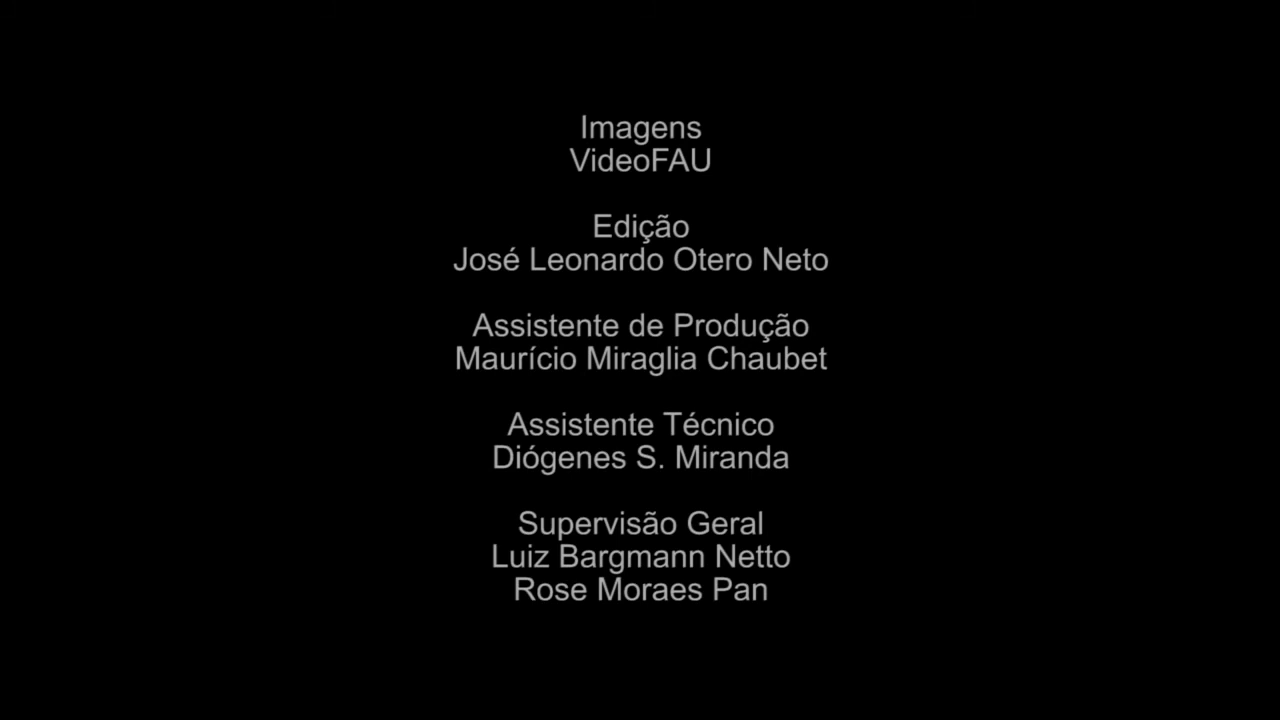 Imagens
VideoFAU
Edição
José Leonardo Otero Neto
Assistente de Produção
Maurício Miraglia Chaubet
Assistente Técnico
Diógenes S. Miranda
Supervisão Geral
Luiz Bargmann Netto
Rose Moraes Pan